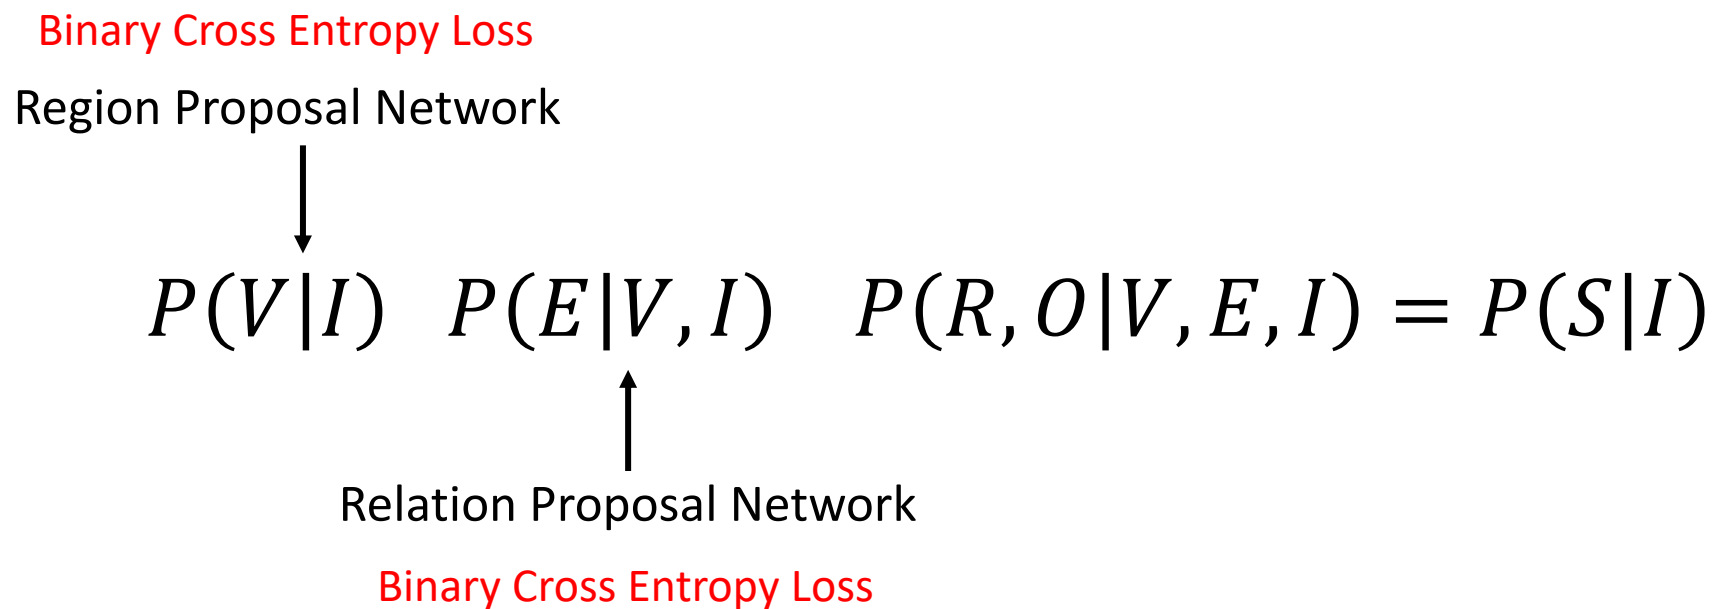 Binary Cross Entropy Loss
Region Proposal Network
P(V|I) P(E|V, I) P(R, O|V, E, I) = P(S|I)
Relation Proposal Network
Binary Cross Entropy Loss